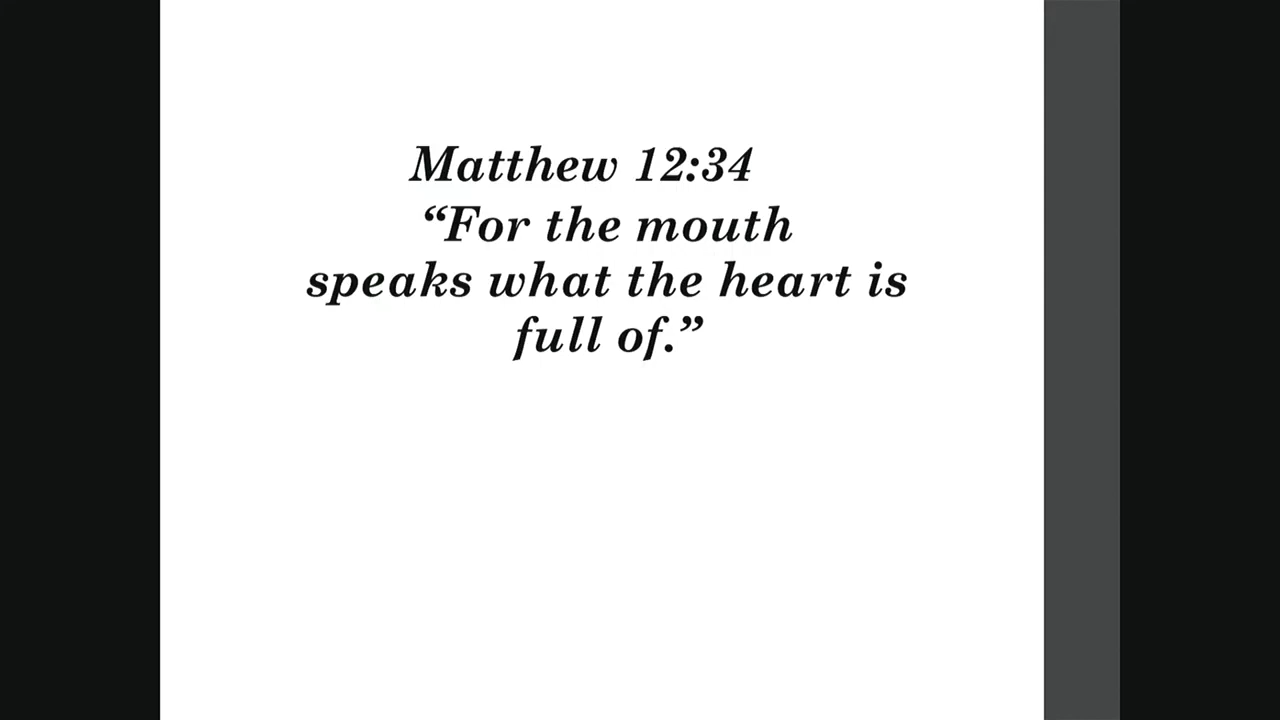 Matthew 12:34
“For the mouth
speaks what the heart is
full of.”